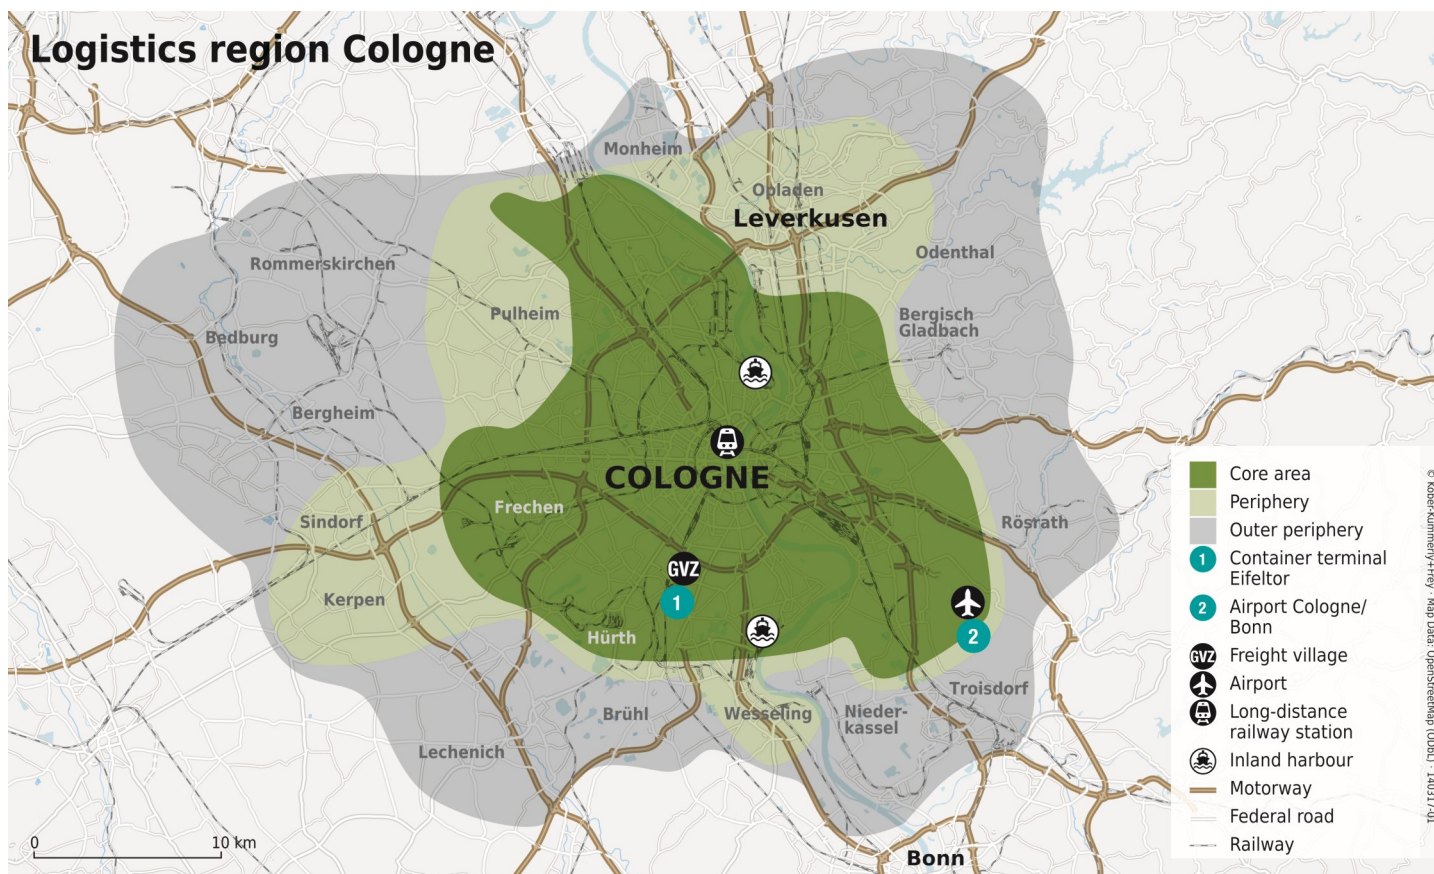 Logistics region Cologne
Monheim
Opladen
Leverkusen
Odenthal
Rommerskirchen
Pulheim
Bergisch
Gladbach
Bedburg
Bergheim
COLOGNE
Frechen
Sindorf
Rösrath
GVZ
1
Kerpen
Hürth
2
Troisdorf
Brühl
Wesseling
Nieder-
kassel
Lechenich
Bonn
0
10 km
Core area
Periphery
Outer periphery
1
Container terminal
Eifeltor
2
Airport Cologne/
Bonn
GVZ
Freight village
Airport
Long-distance
railway station
Inland harbour
Motorway
Federal road
Railway
© Kober-Kümmerly+Frey · Map Data: OpenStreetMap (ODbL) · 140317-01